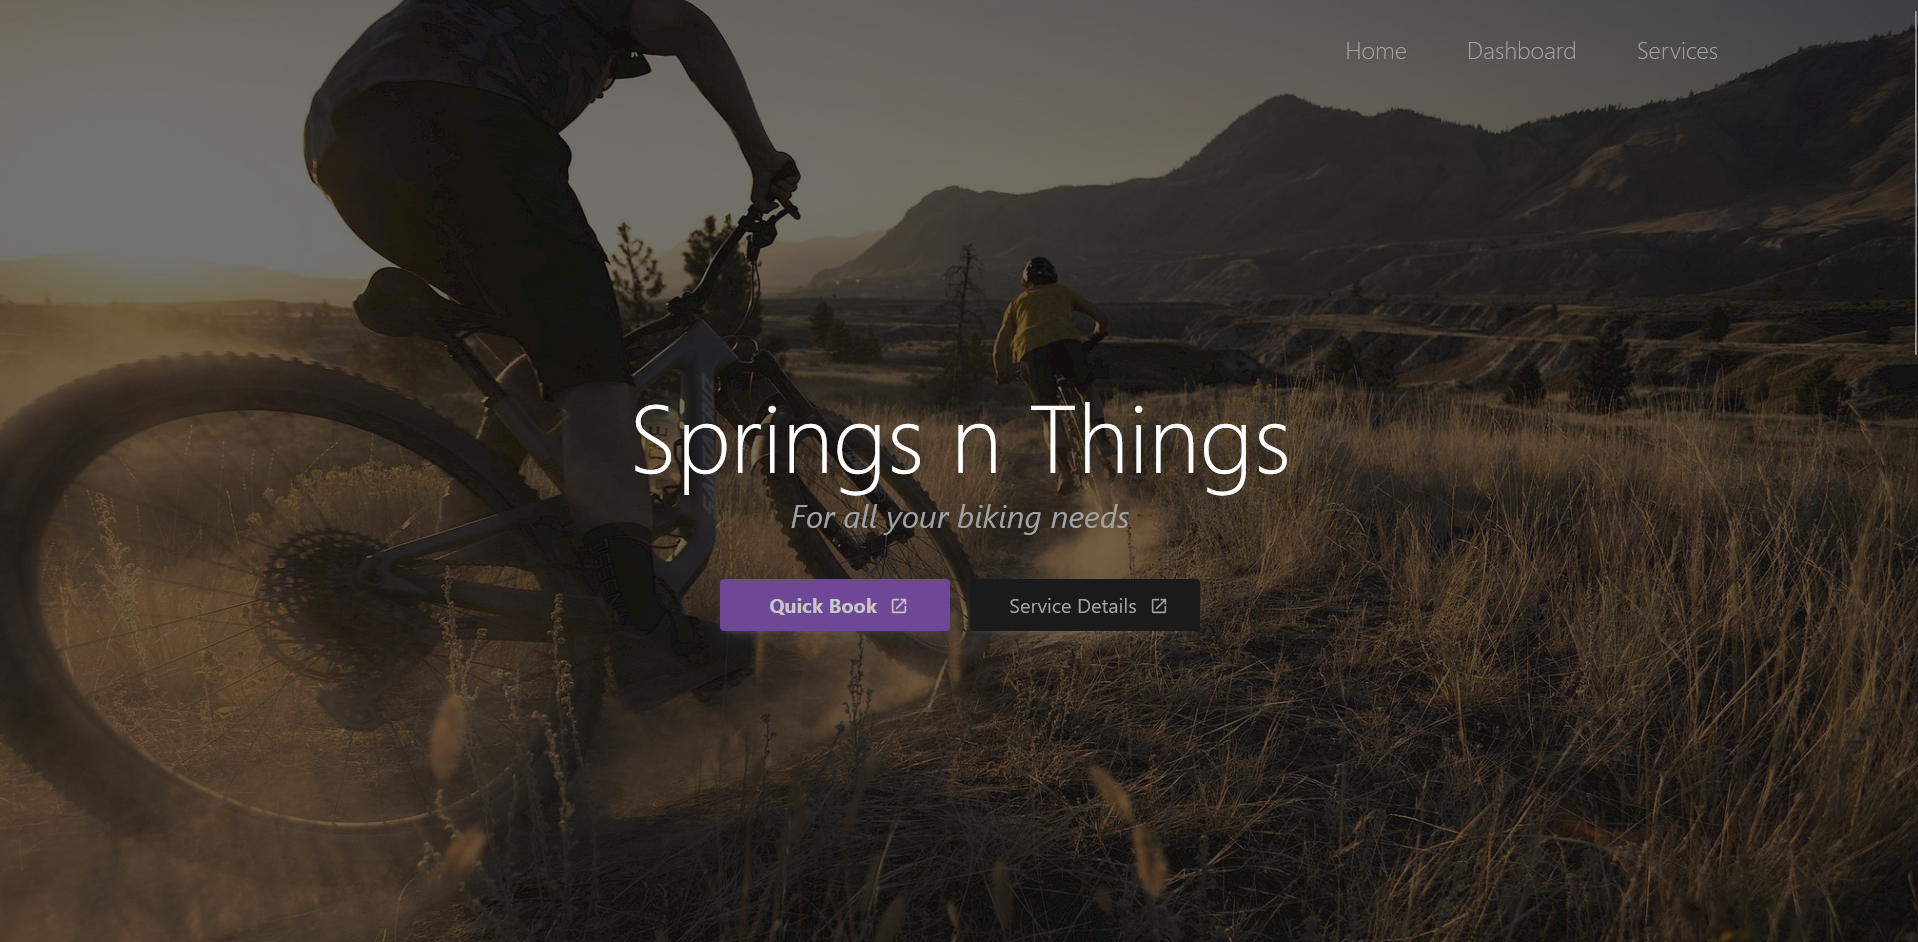 Home Dashboard Services
Springs n Things
For all your biking needs
Quick Book Service Details